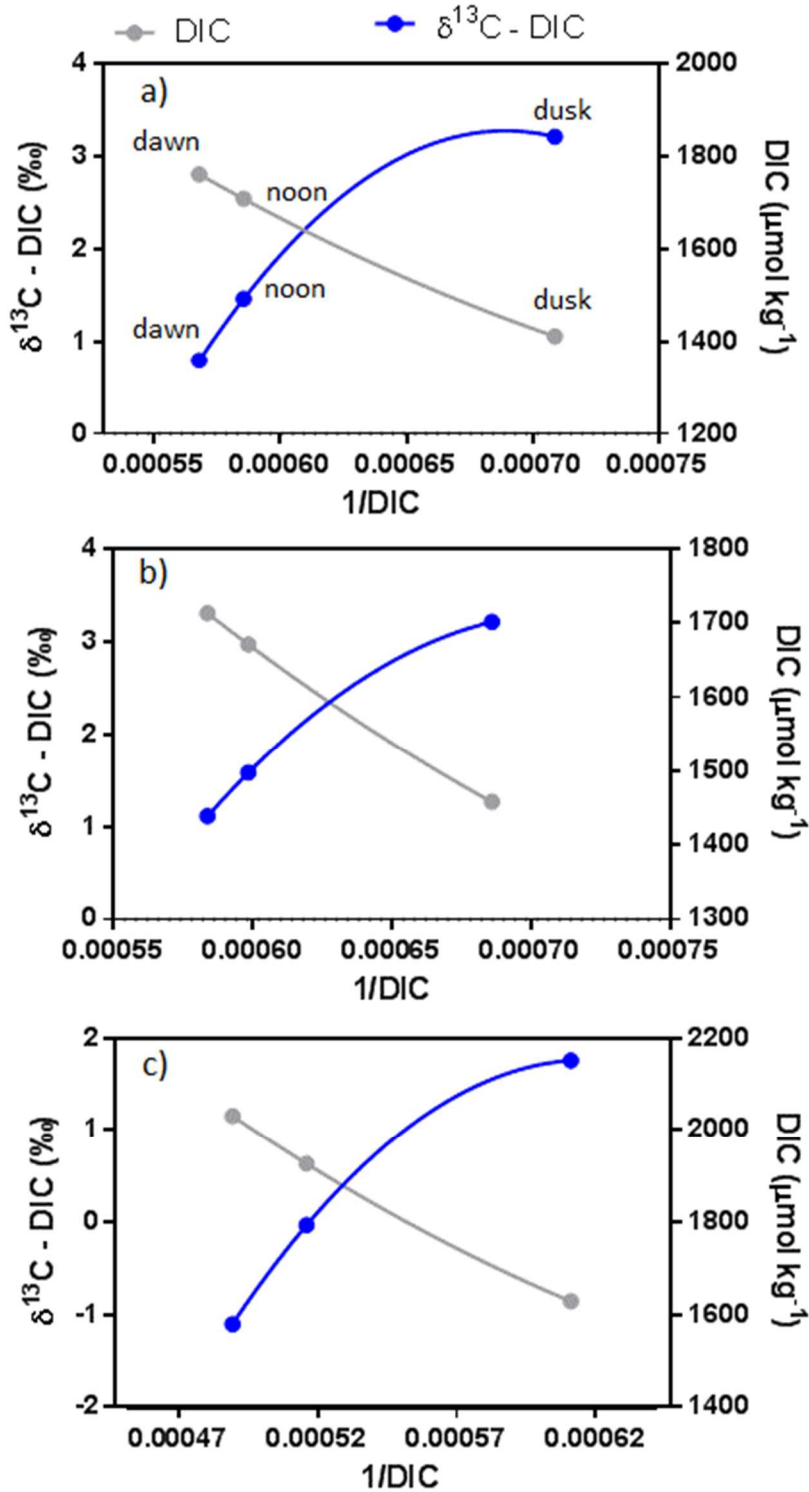 DIC
δ¹³C - DIC
a)
4
3
2
1
0
δ¹³C - DIC (‰)
2000
1800
1600
1400
1200
DIC (μmol kg⁻¹)
dawn
noon
dusk
dawn
noon
dusk
0.00055 0.00060 0.00065 0.00070 0.00075
1/DIC
b)
4
3
2
1
0
δ¹³C - DIC (‰)
1800
1700
1600
1500
1400
1300
DIC (μmol kg⁻¹)
0.00055 0.00060 0.00065 0.00070 0.00075
1/DIC
c)
2
1
0
-1
-2
δ¹³C - DIC (‰)
2200
2000
1800
1600
1400
DIC (μmol kg⁻¹)
0.00047 0.00052 0.00057 0.00062
1/DIC